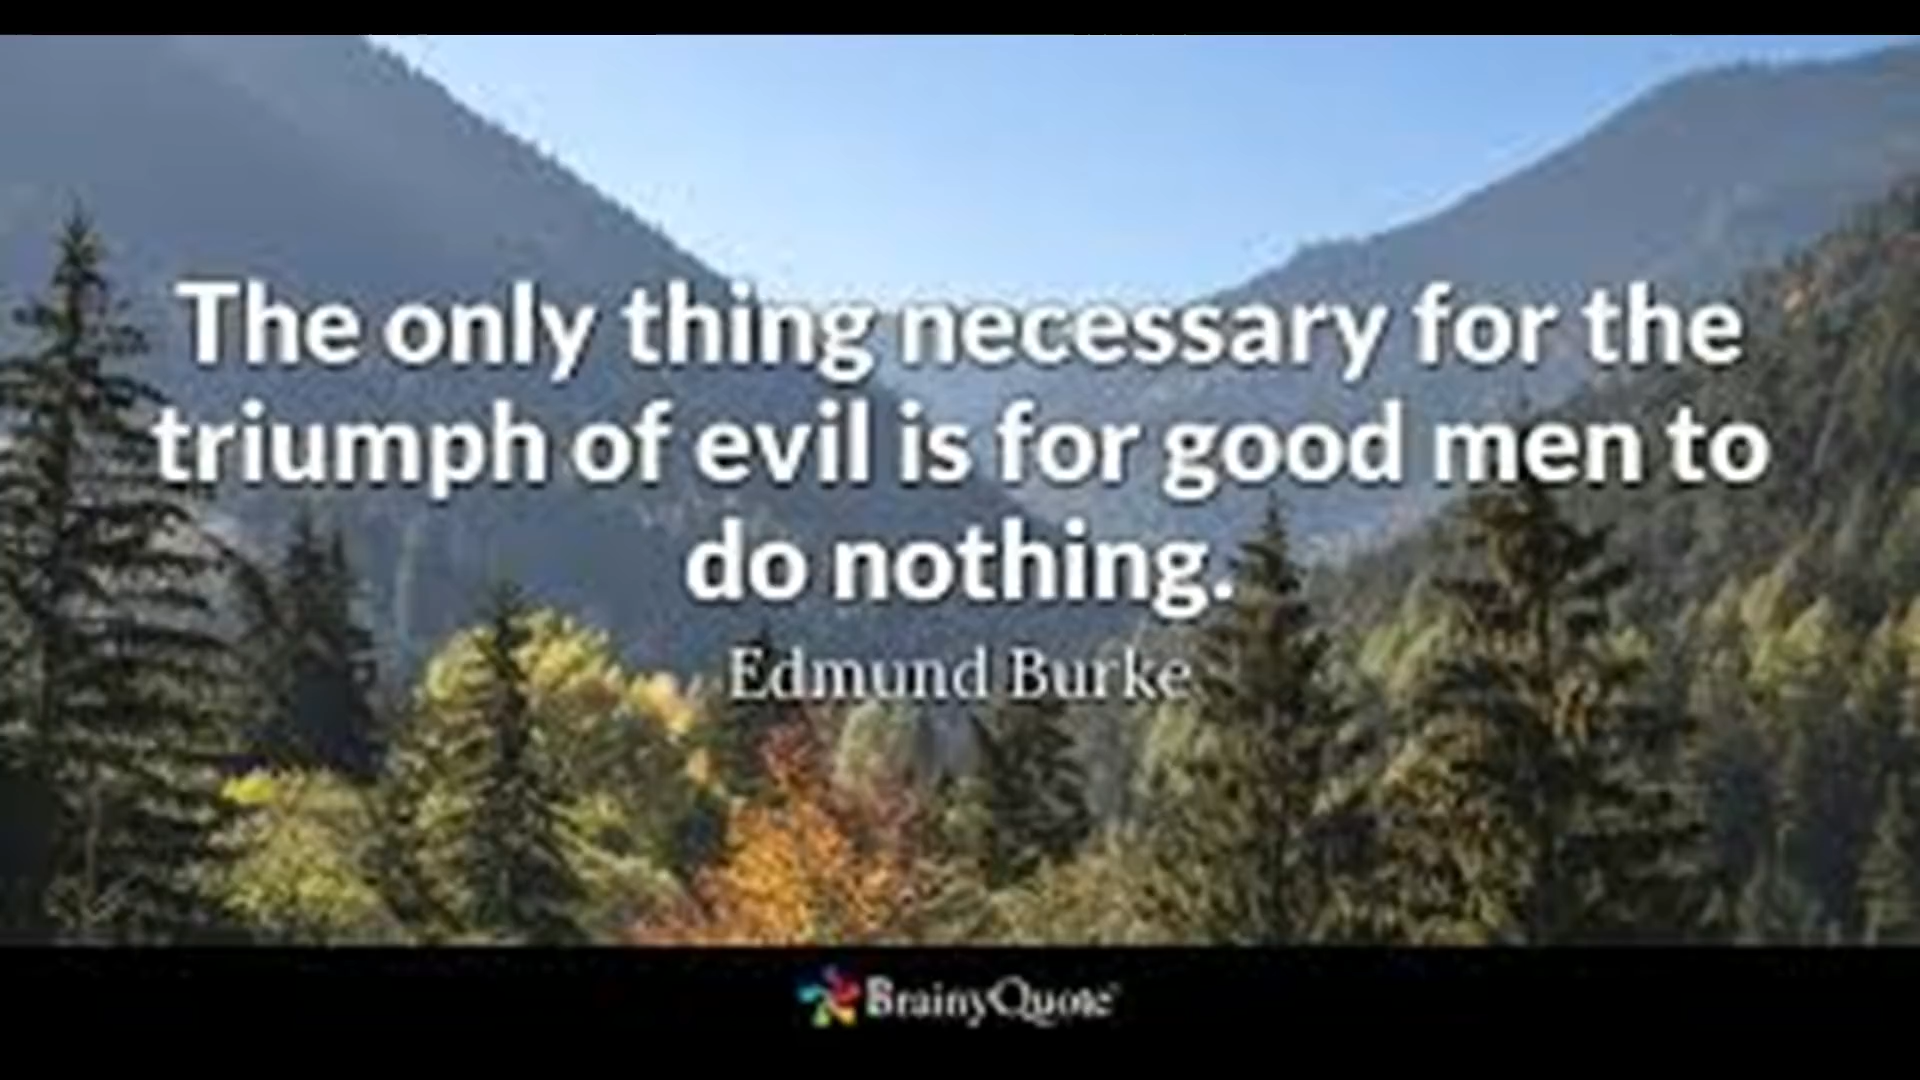 The only thing necessary for the
triumph of evil is for good men to
do nothing.
Edmund Burke
BrainyQuote